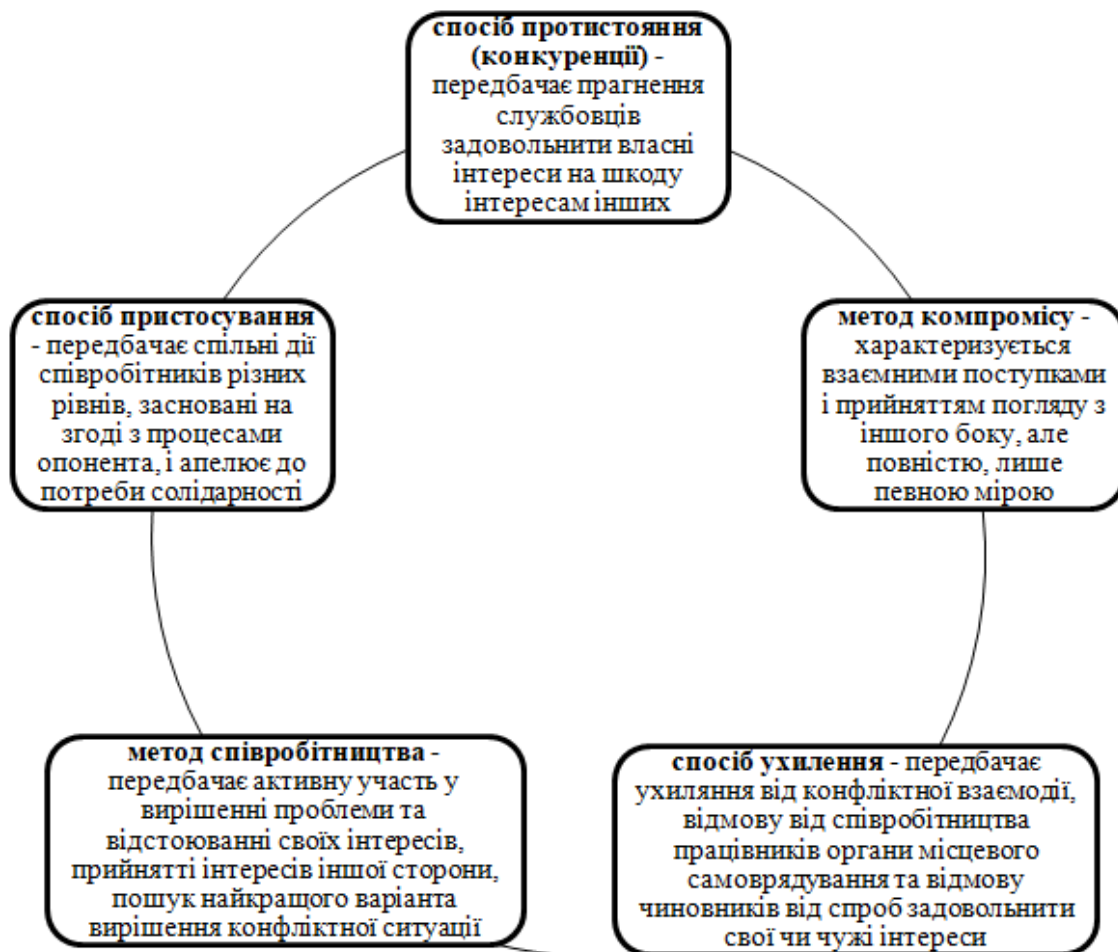 спосіб протистояння
(конкуренції) -
передбачає прагнення
службовців
задовольнити власні
інтереси на шкоду
інтересам інших
спосіб пристосування
- передбачає спільні дії
співробітників різних
рівнів, засновані на
згоді з процесами
опонента, і апелює до
потреби солідарності
метод компромісу -
характеризується
взаємними поступками
і прийняттям погляду з
іншого боку, але
повністю, лише
певною мірою
метод співробітництва -
передбачає активну участь у
вирішенні проблеми та
відстоюванні своїх інтересів,
прийнятті інтересів іншої сторони,
пошук найкращого варіанта
вирішення конфліктної ситуації
спосіб ухилення - передбачає
ухиляння від конфліктної взаємодії,
відмову від співробітництва
працівників органи місцевого
самоврядування та відмову
чиновників від спроб задовольнити
свої чи чужі інтереси